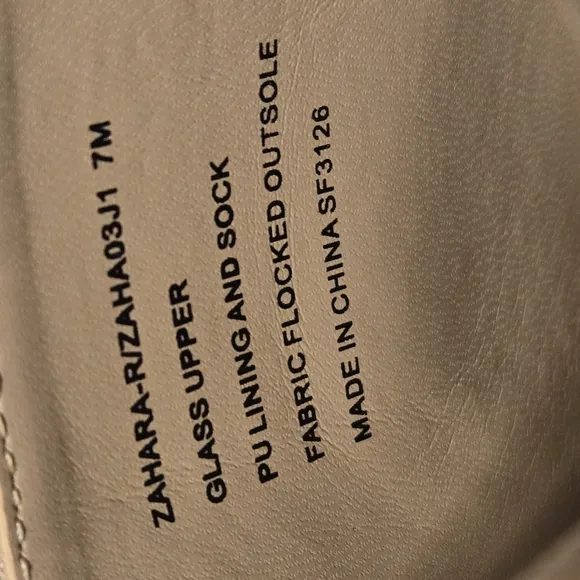 ZAHARA-R/ZAHA03J1 7M
GLASS UPPER
PU LINING AND SOCK
FABRIC FLOCKED OUTSOLE
MADE IN CHINA SF3126